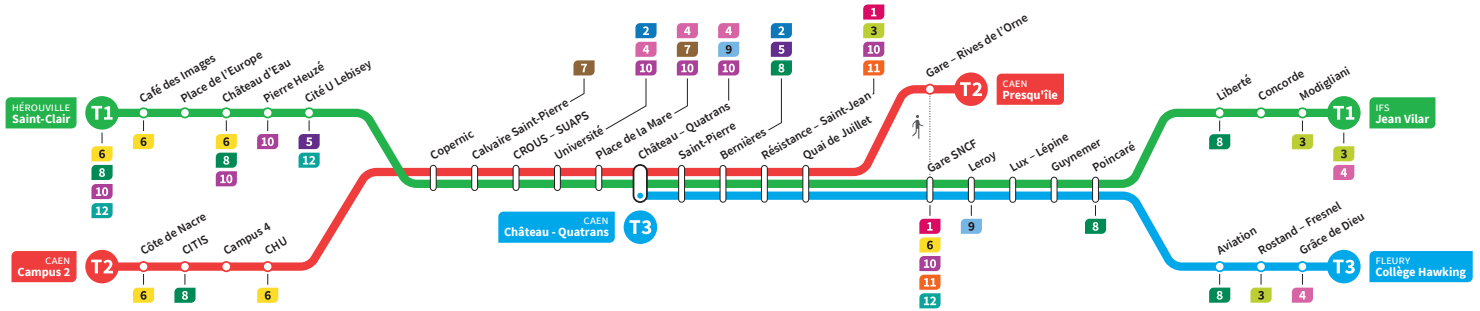 HÉROUVILLE
Saint-Clair
T1
6
8
10
12
Café des Images
6
Place de l'Europe
Château d'Eau
6
8
10
Pierre Heuzé
10
Cité U Lebisey
5
12
CAEN
Campus 2
T2
Côte de Nacre
6
CITIS
8
Campus 4
CHU
6
Copernic
Calvaire Saint-Pierre
7
CROUS – SUAPS
Université
2
4
10
Place de la Mare
4
7
10
Château – Quatrans
4
9
10
CAEN
Château - Quatrans
T3
Saint-Pierre
Bernières
2
5
8
Résistance – Saint-Jean
1
3
10
11
Quai de Juillet
Gare – Rives de l'Orne
T2
CAEN
Presqu'île
Gare SNCF
1
6
10
11
12
Leroy
9
Lux – Lépine
Guynemer
Poincaré
8
Liberté
8
Concorde
Modigliani
3
T1
3
4
IFS
Jean Vilar
Aviation
8
Rostand – Fresnel
3
Grâce de Dieu
4
T3
FLEURY
Collège Hawking